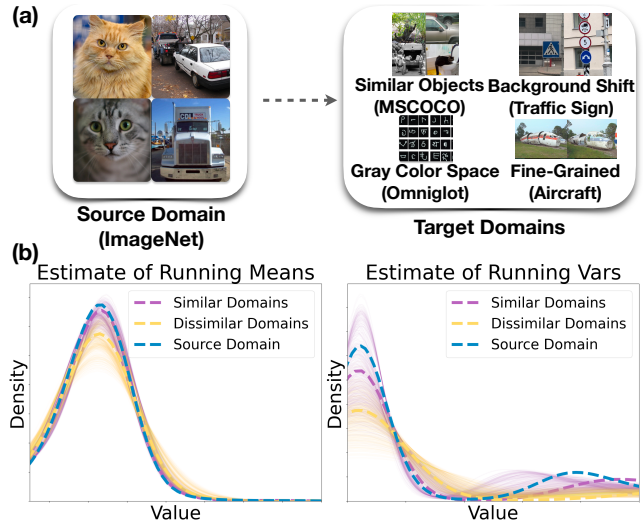 (a)
CDL
Similar Objects
(MSCOCO)
Background Shift
(Traffic Sign)
5
Gray Color Space
(Omniglot)
Fine-Grained
(Aircraft)
Source Domain
(ImageNet)
Target Domains
(b)
Estimate of Running Means
Similar Domains
Dissimilar Domains
Source Domain
Density
Value
Estimate of Running Vars
Similar Domains
Dissimilar Domains
Source Domain
Density
Value